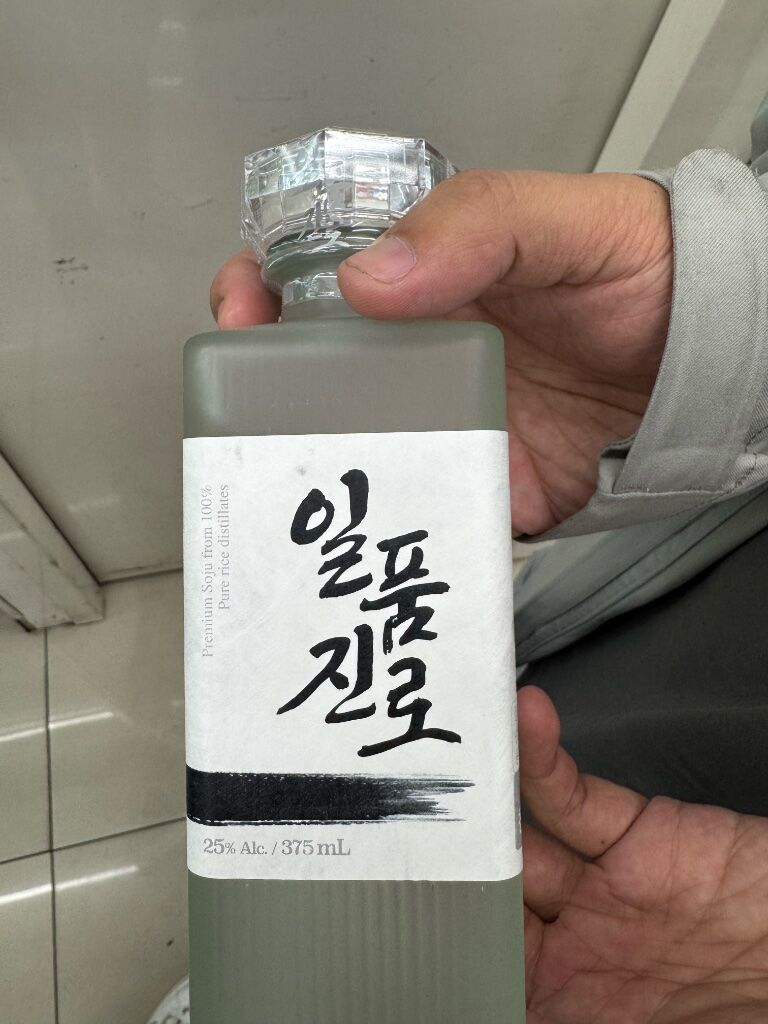 Premium Soju from 100%
Pure rice distillates
일품
진로
25% Alc. / 375 mL